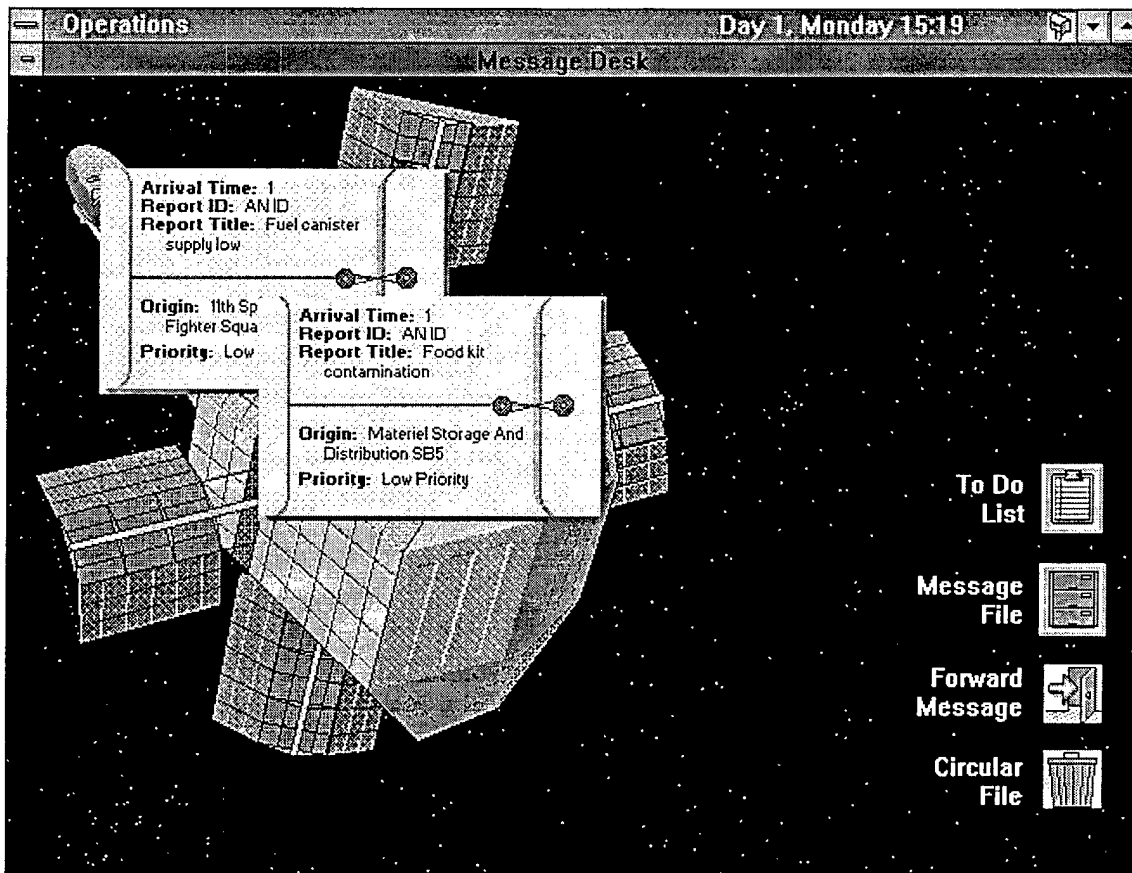 Operations Day 1, Monday 15:19
Message Desk
Arrival Time: 1
Report ID: AN ID
Report Title: Fuel canister
supply low
Origin: 11th Sp
Fighter Squa
Priority: Low
Arrival Time: 1
Report ID: AN ID
Report Title: Food kit
contamination
Origin: Materiel Storage And
Distribution SB5
Priority: Low Priority
To Do
List
Message
File
Forward
Message
Circular
File